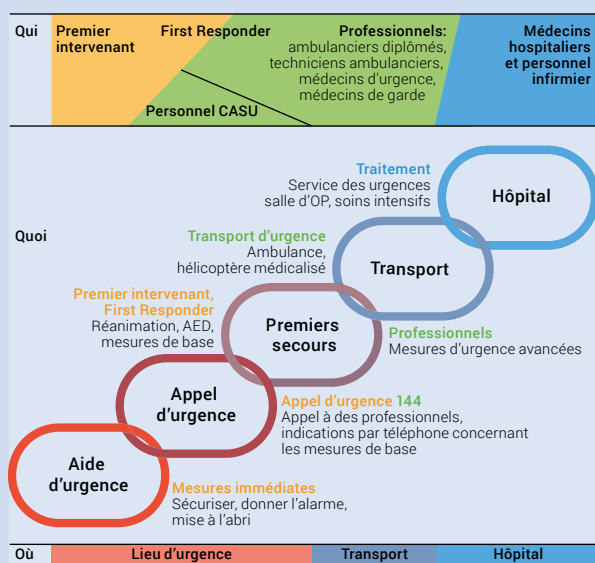 Qui
Premier
intervenant
First Responder
Personnel CASU
Professionnels:
ambulanciers diplômés,
techniciens ambulanciers,
médecins d'urgence,
médecins de garde
Médecins
hospitaliers
et personnel
infirmier
Quoi
Traitement
Service des urgences
salle d'OP, soins intensifs
Hôpital
Transport d'urgence
Ambulance,
hélicoptère médicalisé
Transport
Premier intervenant,
First Responder
Réanimation, AED,
mesures de base
Premiers
secours
Professionnels
Mesures d'urgence avancées
Appel
d'urgence
Appel d'urgence 144
Appel à des professionnels,
indications par téléphone concernant
les mesures de base
Aide
d'urgence
Mesures immédiates
Sécuriser, donner l'alarme,
mise à l'abri
Où
Lieu d'urgence
Transport
Hôpital